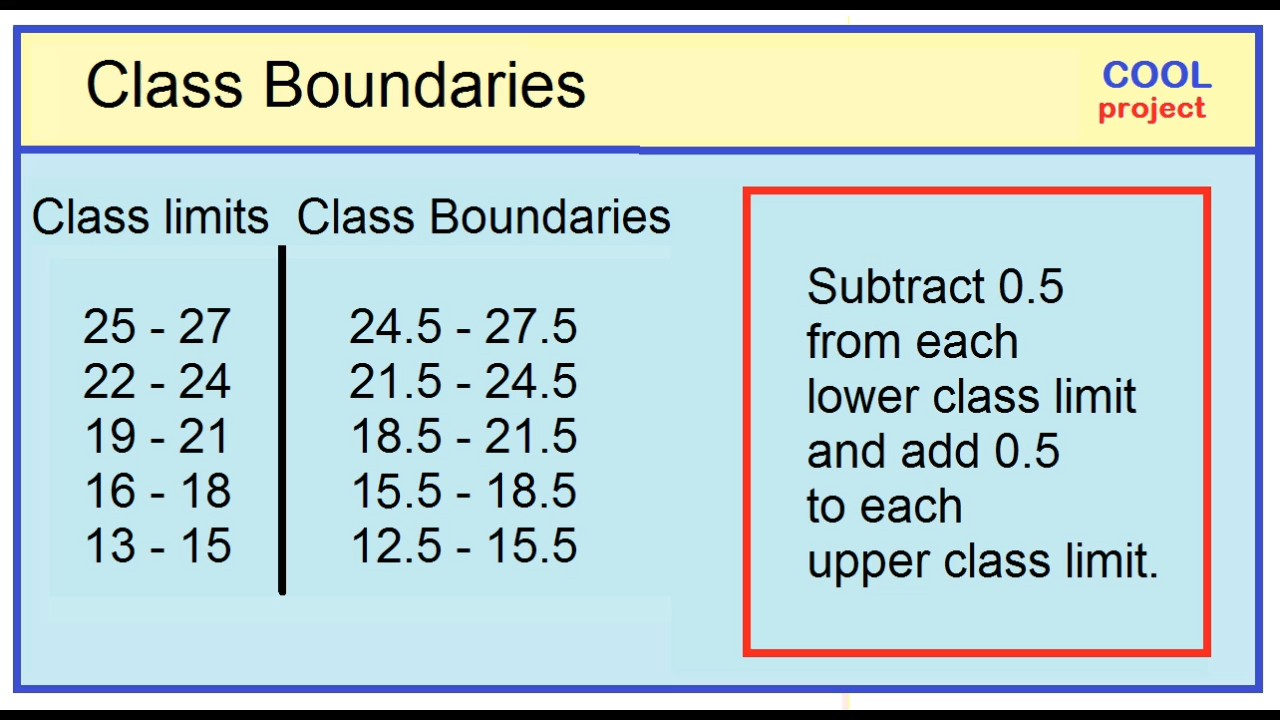 Class Boundaries
COOL
project
Class limits Class Boundaries
25 - 27 24.5 - 27.5
22 - 24 21.5 - 24.5
19 - 21 18.5 - 21.5
16 - 18 15.5 - 18.5
13 - 15 12.5 - 15.5
Subtract 0.5
from each
lower class limit
and add 0.5
to each
upper class limit.